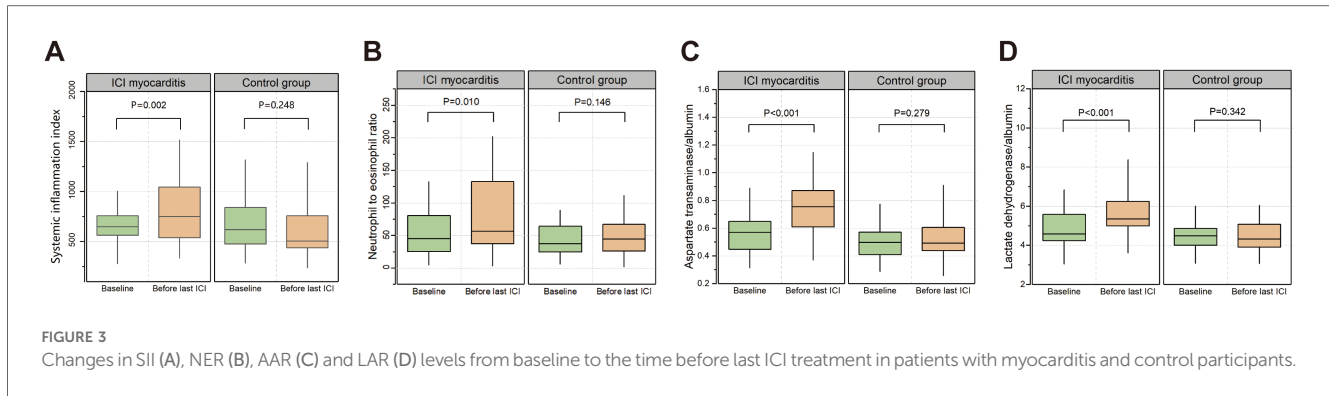 A
ICI myocarditis
Control group
P=0.002
P=0.248
Systemic inflammation index
2000
1500
1000
500
Baseline
Before last ICI
Baseline
Before last ICI
B
ICI myocarditis
Control group
P=0.010
P=0.146
Neutrophil to eosinophil ratio
250
200
150
100
50
0
Baseline
Before last ICI
Baseline
Before last ICI
C
ICI myocarditis
Control group
P<0.001
P=0.279
Aspartate transaminase/albumin
1.6
1.4
1.2
1.0
0.8
0.6
0.4
0.2
Baseline
Before last ICI
Baseline
Before last ICI
D
ICI myocarditis
Control group
P<0.001
P=0.342
Lactate dehydrogenase/albumin
12
10
8
6
4
2
Baseline
Before last ICI
Baseline
Before last ICI
FIGURE 3
Changes in SII (A), NER (B), AAR (C) and LAR (D) levels from baseline to the time before last ICI treatment in patients with myocarditis and control participants.